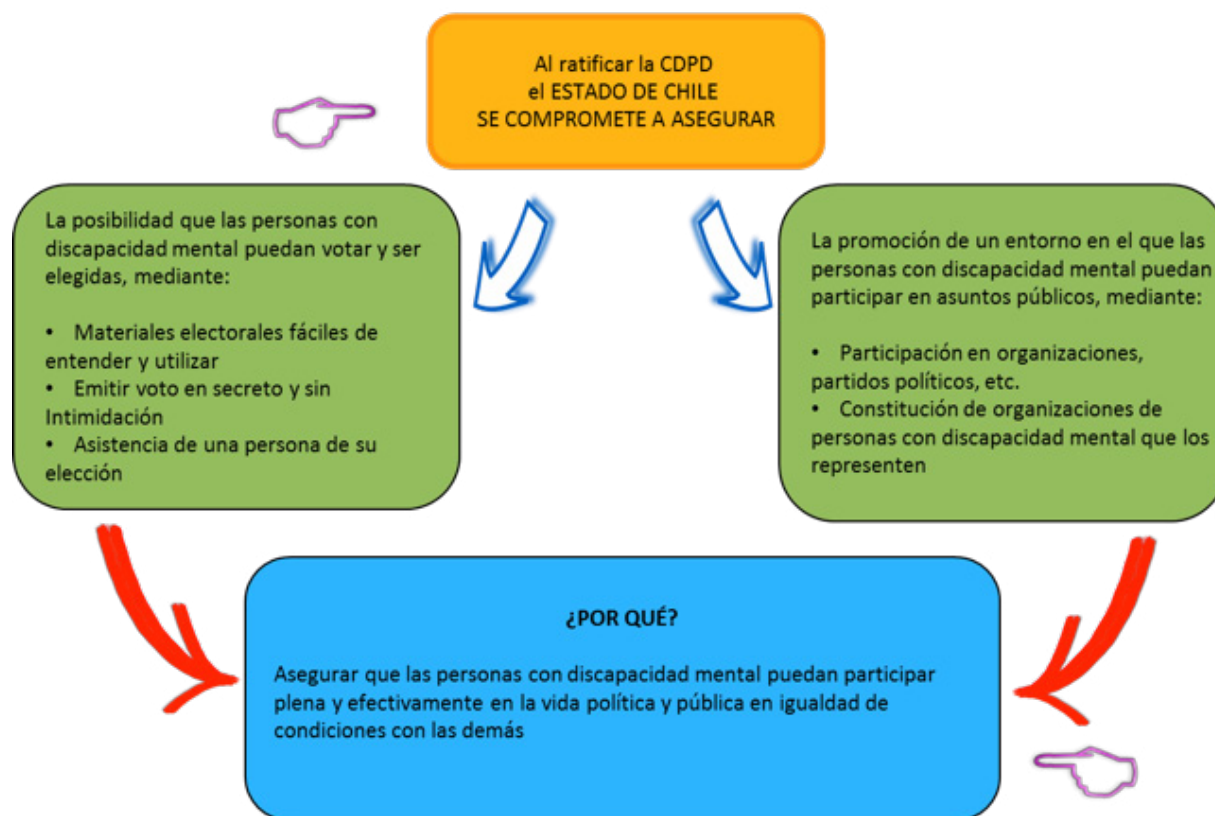 Al ratificar la CDPD
el ESTADO DE CHILE
SE COMPROMETE A ASEGURAR
La posibilidad que las personas con
discapacidad mental puedan votar y ser
elegidas, mediante:
• Materiales electorales fáciles de
entender y utilizar
• Emitir voto en secreto y sin
Intimidación
• Asistencia de una persona de su
elección
La promoción de un entorno en el que las
personas con discapacidad mental puedan
participar en asuntos públicos, mediante:
• Participación en organizaciones,
partidos políticos, etc.
• Constitución de organizaciones de
personas con discapacidad mental que los
representen
¿POR QUÉ?
Asegurar que las personas con discapacidad mental puedan participar
plena y efectivamente en la vida política y pública en igualdad de
condiciones con las demás